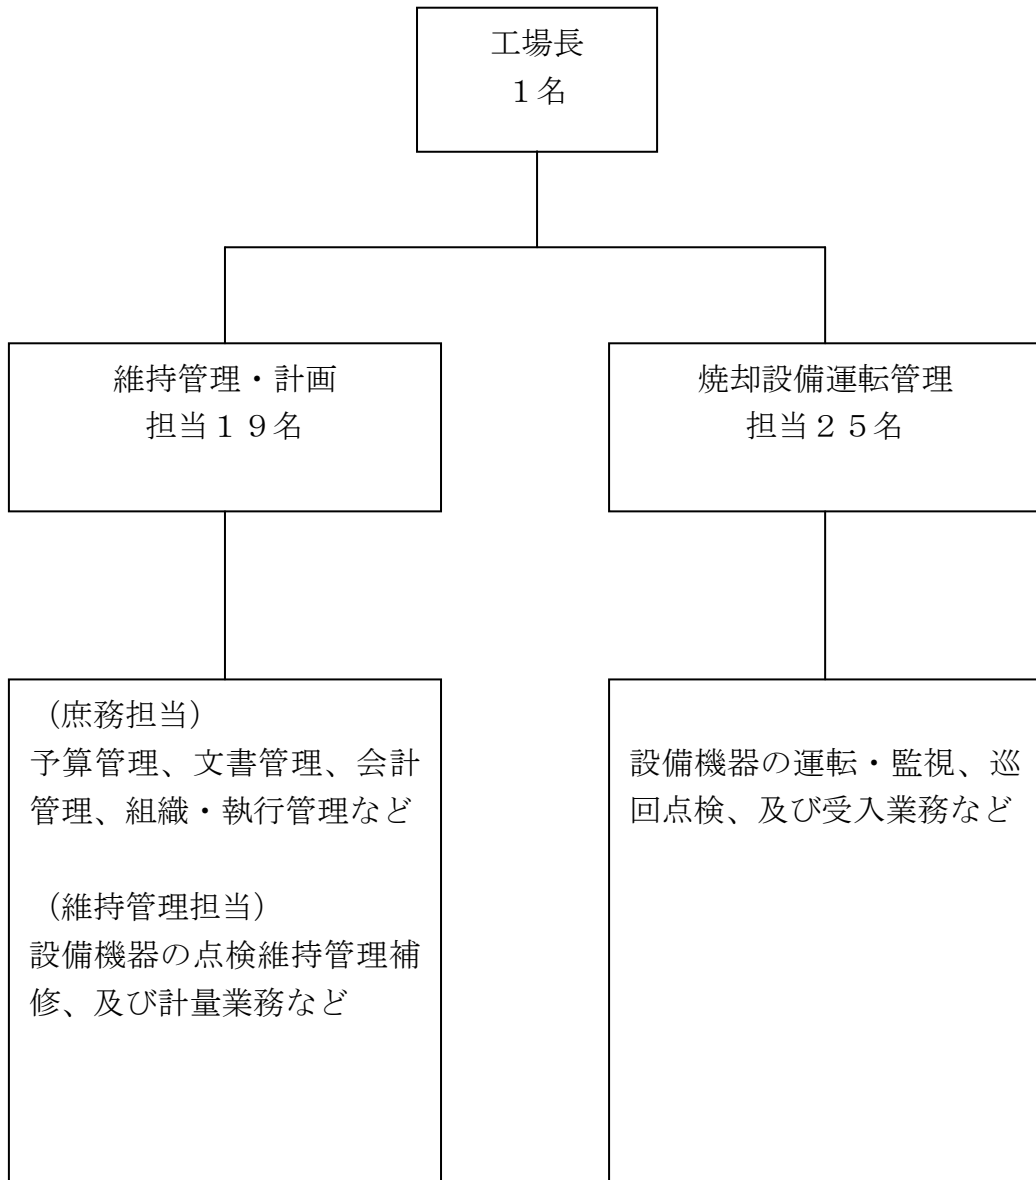 工場長
１名
維持管理・計画
担当１９名
焼却設備運転管理
担当２５名
（庶務担当）
予算管理、文書管理、会計
管理、組織・執行管理など
（維持管理担当）
設備機器の点検維持管理補
修、及び計量業務など
設備機器の運転・監視、巡
回点検、及び受入業務など